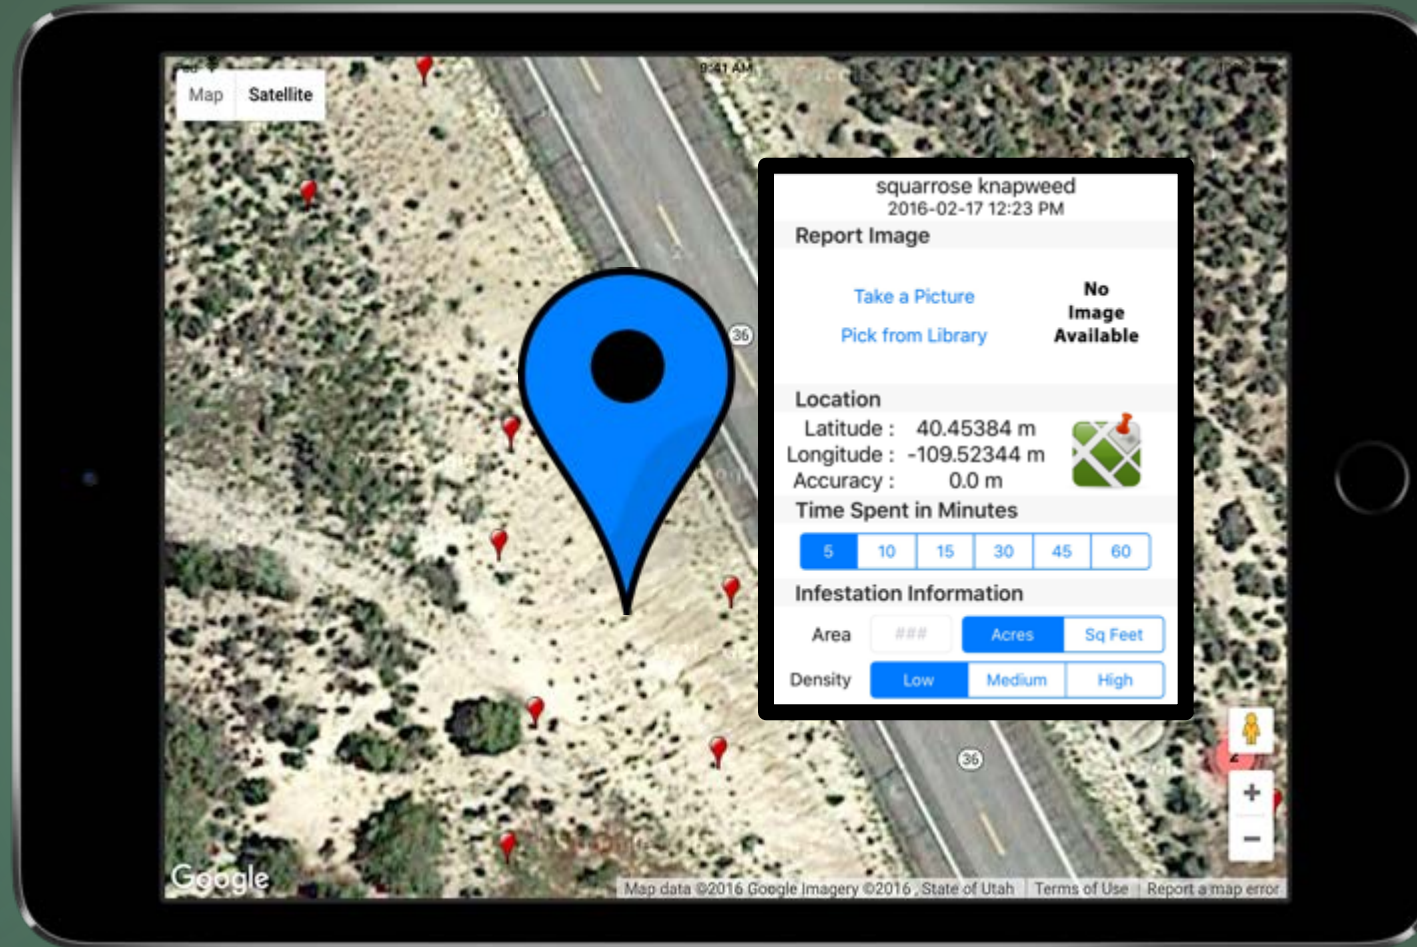 9:41 AM
Map Satellite
squarrose knapweed
2016-02-17 12:23 PM
Report Image
Take a Picture
Pick from Library
No
Image
Available
36
Location
Latitude : 40.45384 m
Longitude : -109.52344 m
Accuracy : 0.0 m
Time Spent in Minutes
5 10 15 30 45 60
Infestation Information
Area ### Acres Sq Feet
Density Low Medium High
36
2
+
−
Google
Map data ©2016 Google Imagery ©2016 , State of Utah Terms of Use Report a map error